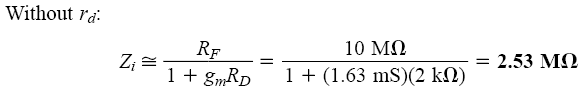 Without r_d:
Z_i ≅ R_F / (1 + g_m R_D) = 10 MΩ / (1 + (1.63 mS)(2 kΩ)) = 2.53 MΩ